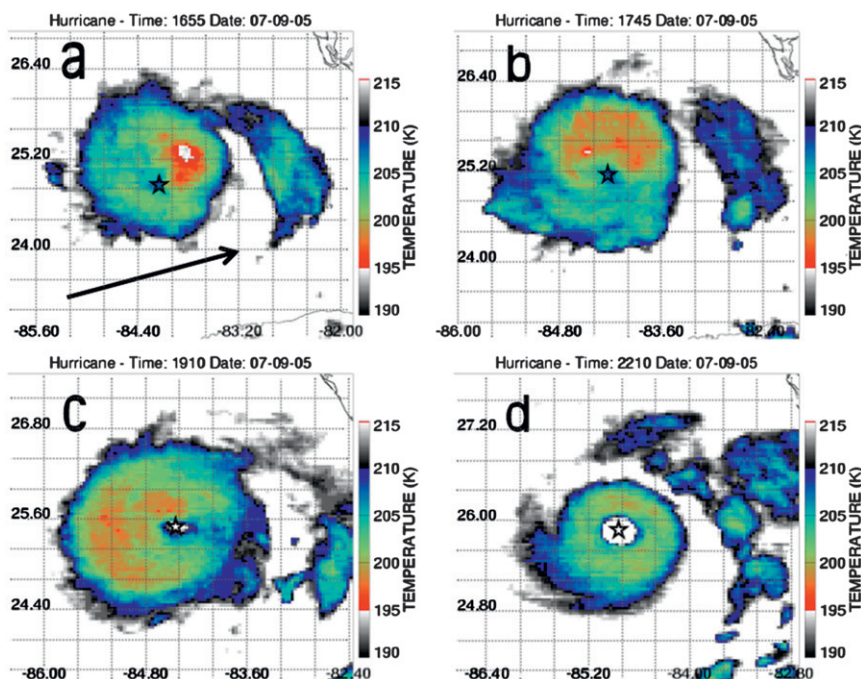 Hurricane - Time: 1655 Date: 07-09-05
a
26.40
25.20
24.00
-85.60 -84.40 -83.20 -82.00
215
210
205
200
195
190
TEMPERATURE (K)
Hurricane - Time: 1745 Date: 07-09-05
b
26.40
25.20
24.00
-86.00 -84.80 -83.60 -82.40
215
210
205
200
195
190
TEMPERATURE (K)
Hurricane - Time: 1910 Date: 07-09-05
c
26.80
25.60
24.40
-86.00 -84.80 -83.60 -82.40
215
210
205
200
195
190
TEMPERATURE (K)
Hurricane - Time: 2210 Date: 07-09-05
d
27.20
26.00
24.80
-86.40 -85.20 -84.00 -82.80
215
210
205
200
195
190
TEMPERATURE (K)